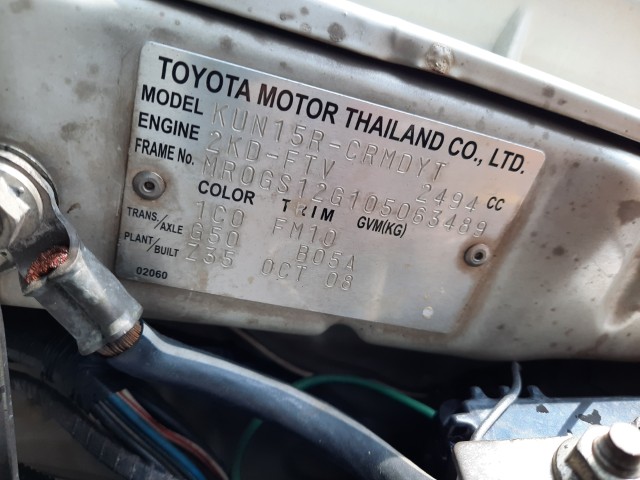 TOYOTA MOTOR THAILAND CO., LTD.
MODEL KUN15R-CRMDYT
ENGINE 2KD-FTV 2494 CC
FRAME No. MR0GS12G105063489
COLOR TRIM GVM(KG)
1C0 FM10
TRANS./AXLE G50 B05A
PLANT/BUILT Z35 OCT 08
02060